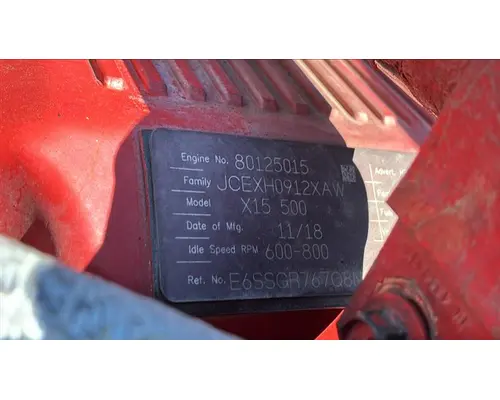 Engine No. 80125015
Family JCEXH0912XAW
Model X15 500
Date of Mfg. 11/18
Idle Speed RPM 600-800
Ref. No.